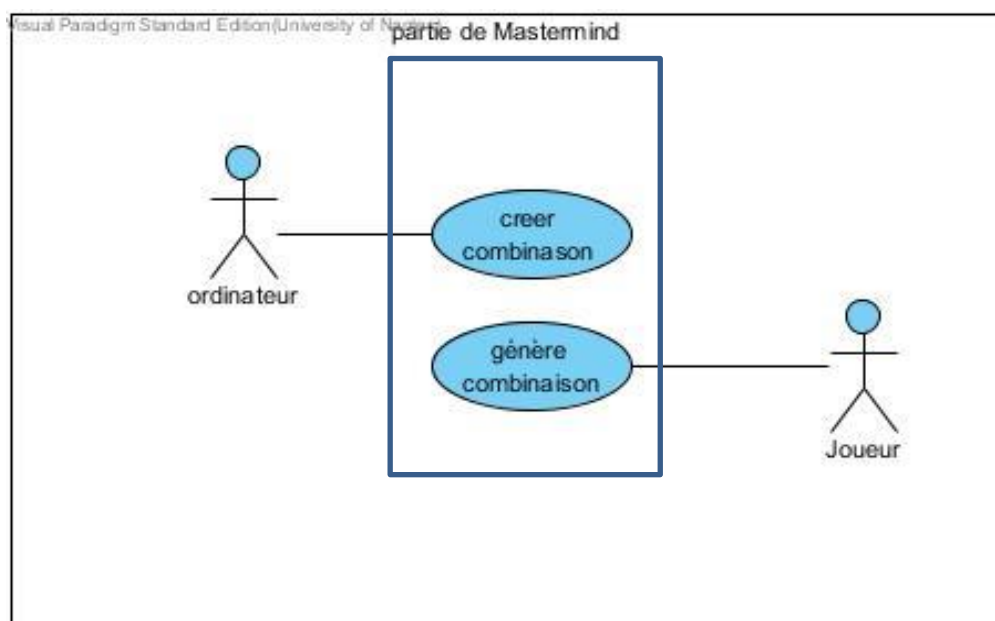 Visual Paradigm Standard Edition(University of
partie de Mastermind
creer
combinason
ordinateur
génère
combinaison
Joueur